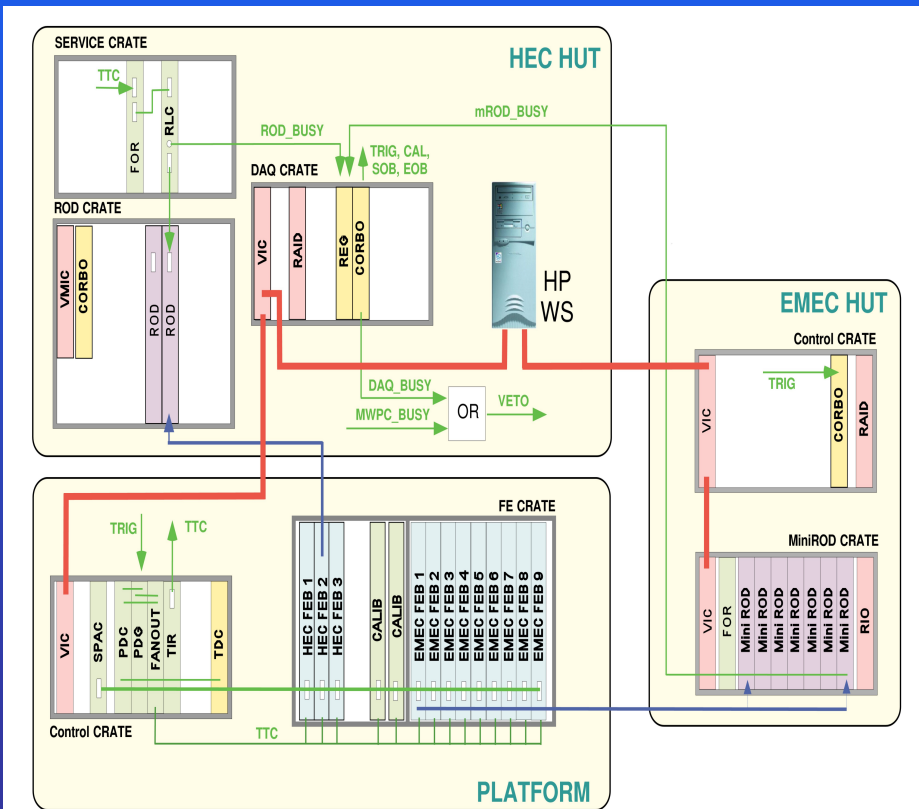 SERVICE CRATE
HEC HUT
TTC
FOR
RLC
mROD_BUSY
ROD_BUSY
TRIG, CAL,
SOB, EOB
DAQ CRATE
ROD CRATE
VMIC
CORBO
ROD
ROD
VIC
RAID
REG
CORBO
HP
WS
DAQ_BUSY
MWPC_BUSY
OR
VETO
EMEC HUT
Control CRATE
TRIG
VIC
CORBO
RAID
MiniROD CRATE
VIC
FOR
Mini ROD
Mini ROD
Mini ROD
Mini ROD
Mini ROD
Mini ROD
Mini ROD
RIO
FE CRATE
TRIG
TTC
VIC
SPAC
PDC
PDG
FANOUT
TIR
TDC
Control CRATE
HEC FEB 1
HEC FEB 2
HEC FEB 3
CALIB
CALIB
EMEC FEB 1
EMEC FEB 2
EMEC FEB 3
EMEC FEB 4
EMEC FEB 5
EMEC FEB 6
EMEC FEB 7
EMEC FEB 8
EMEC FEB 9
TTC
PLATFORM